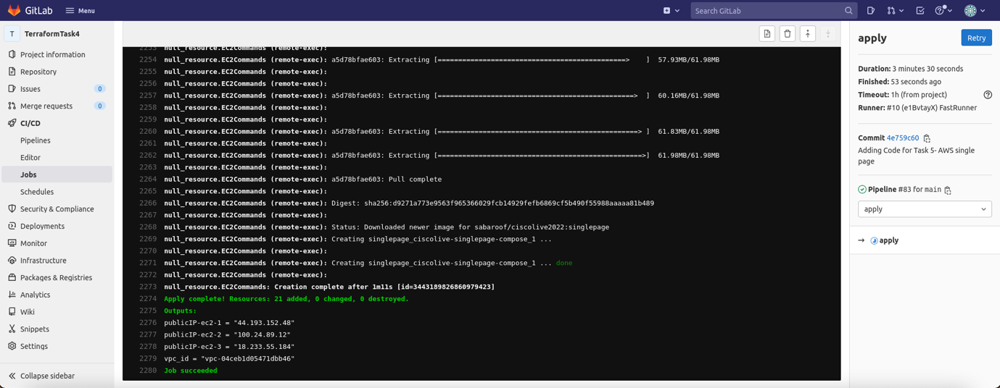 GitLab
Menu
Search GitLab
T TerraformTask4
Project information
Repository
Issues 0
Merge requests 0
CI/CD
Pipelines
Editor
Jobs
Schedules
Security & Compliance
Deployments
Monitor
Infrastructure
Packages & Registries
Analytics
Wiki
Snippets
Settings
Collapse sidebar
2253 null_resource.EC2Commands (remote-exec):
2254 null_resource.EC2Commands (remote-exec): a5d78bfae603: Extracting [==============================================>    ]  57.93MB/61.98MB
2255 null_resource.EC2Commands (remote-exec):
2256 null_resource.EC2Commands (remote-exec):
2257 null_resource.EC2Commands (remote-exec): a5d78bfae603: Extracting [================================================>  ]  60.16MB/61.98MB
2258 null_resource.EC2Commands (remote-exec):
2259 null_resource.EC2Commands (remote-exec):
2260 null_resource.EC2Commands (remote-exec): a5d78bfae603: Extracting [=================================================> ]  61.83MB/61.98MB
2261 null_resource.EC2Commands (remote-exec):
2262 null_resource.EC2Commands (remote-exec): a5d78bfae603: Extracting [==================================================>]  61.98MB/61.98MB
2263 null_resource.EC2Commands (remote-exec):
2264 null_resource.EC2Commands (remote-exec): a5d78bfae603: Pull complete
2265 null_resource.EC2Commands (remote-exec):
2266 null_resource.EC2Commands (remote-exec): Digest: sha256:d9271a773e9563f965366029fcb14929fefb6869cf5b490f55988aaaaa81b489
2267 null_resource.EC2Commands (remote-exec):
2268 null_resource.EC2Commands (remote-exec): Status: Downloaded newer image for sabaroof/ciscolive2022:singlepage
2269 null_resource.EC2Commands (remote-exec): Creating singlepage_ciscolive-singlepage-compose_1 ...
2270 null_resource.EC2Commands (remote-exec):
2271 null_resource.EC2Commands (remote-exec): Creating singlepage_ciscolive-singlepage-compose_1 ... done
2272 null_resource.EC2Commands (remote-exec):
2273 null_resource.EC2Commands: Creation complete after 1m11s [id=3443189826860979423]
2274 Apply complete! Resources: 21 added, 0 changed, 0 destroyed.
2275 Outputs:
2276 publicIP-ec2-1 = "44.193.152.48"
2277 publicIP-ec2-2 = "100.24.89.12"
2278 publicIP-ec2-3 = "18.233.55.184"
2279 vpc_id = "vpc-04ceb1d05471dbb46"
2280 Job succeeded
apply
Retry
Duration: 3 minutes 30 seconds
Finished: 53 seconds ago
Timeout: 1h (from project)
Runner: #10 (e1BvtayX) FastRunner
Commit 4e759c60
Adding Code for Task 5- AWS single
page
Pipeline #83 for main
apply
→ apply